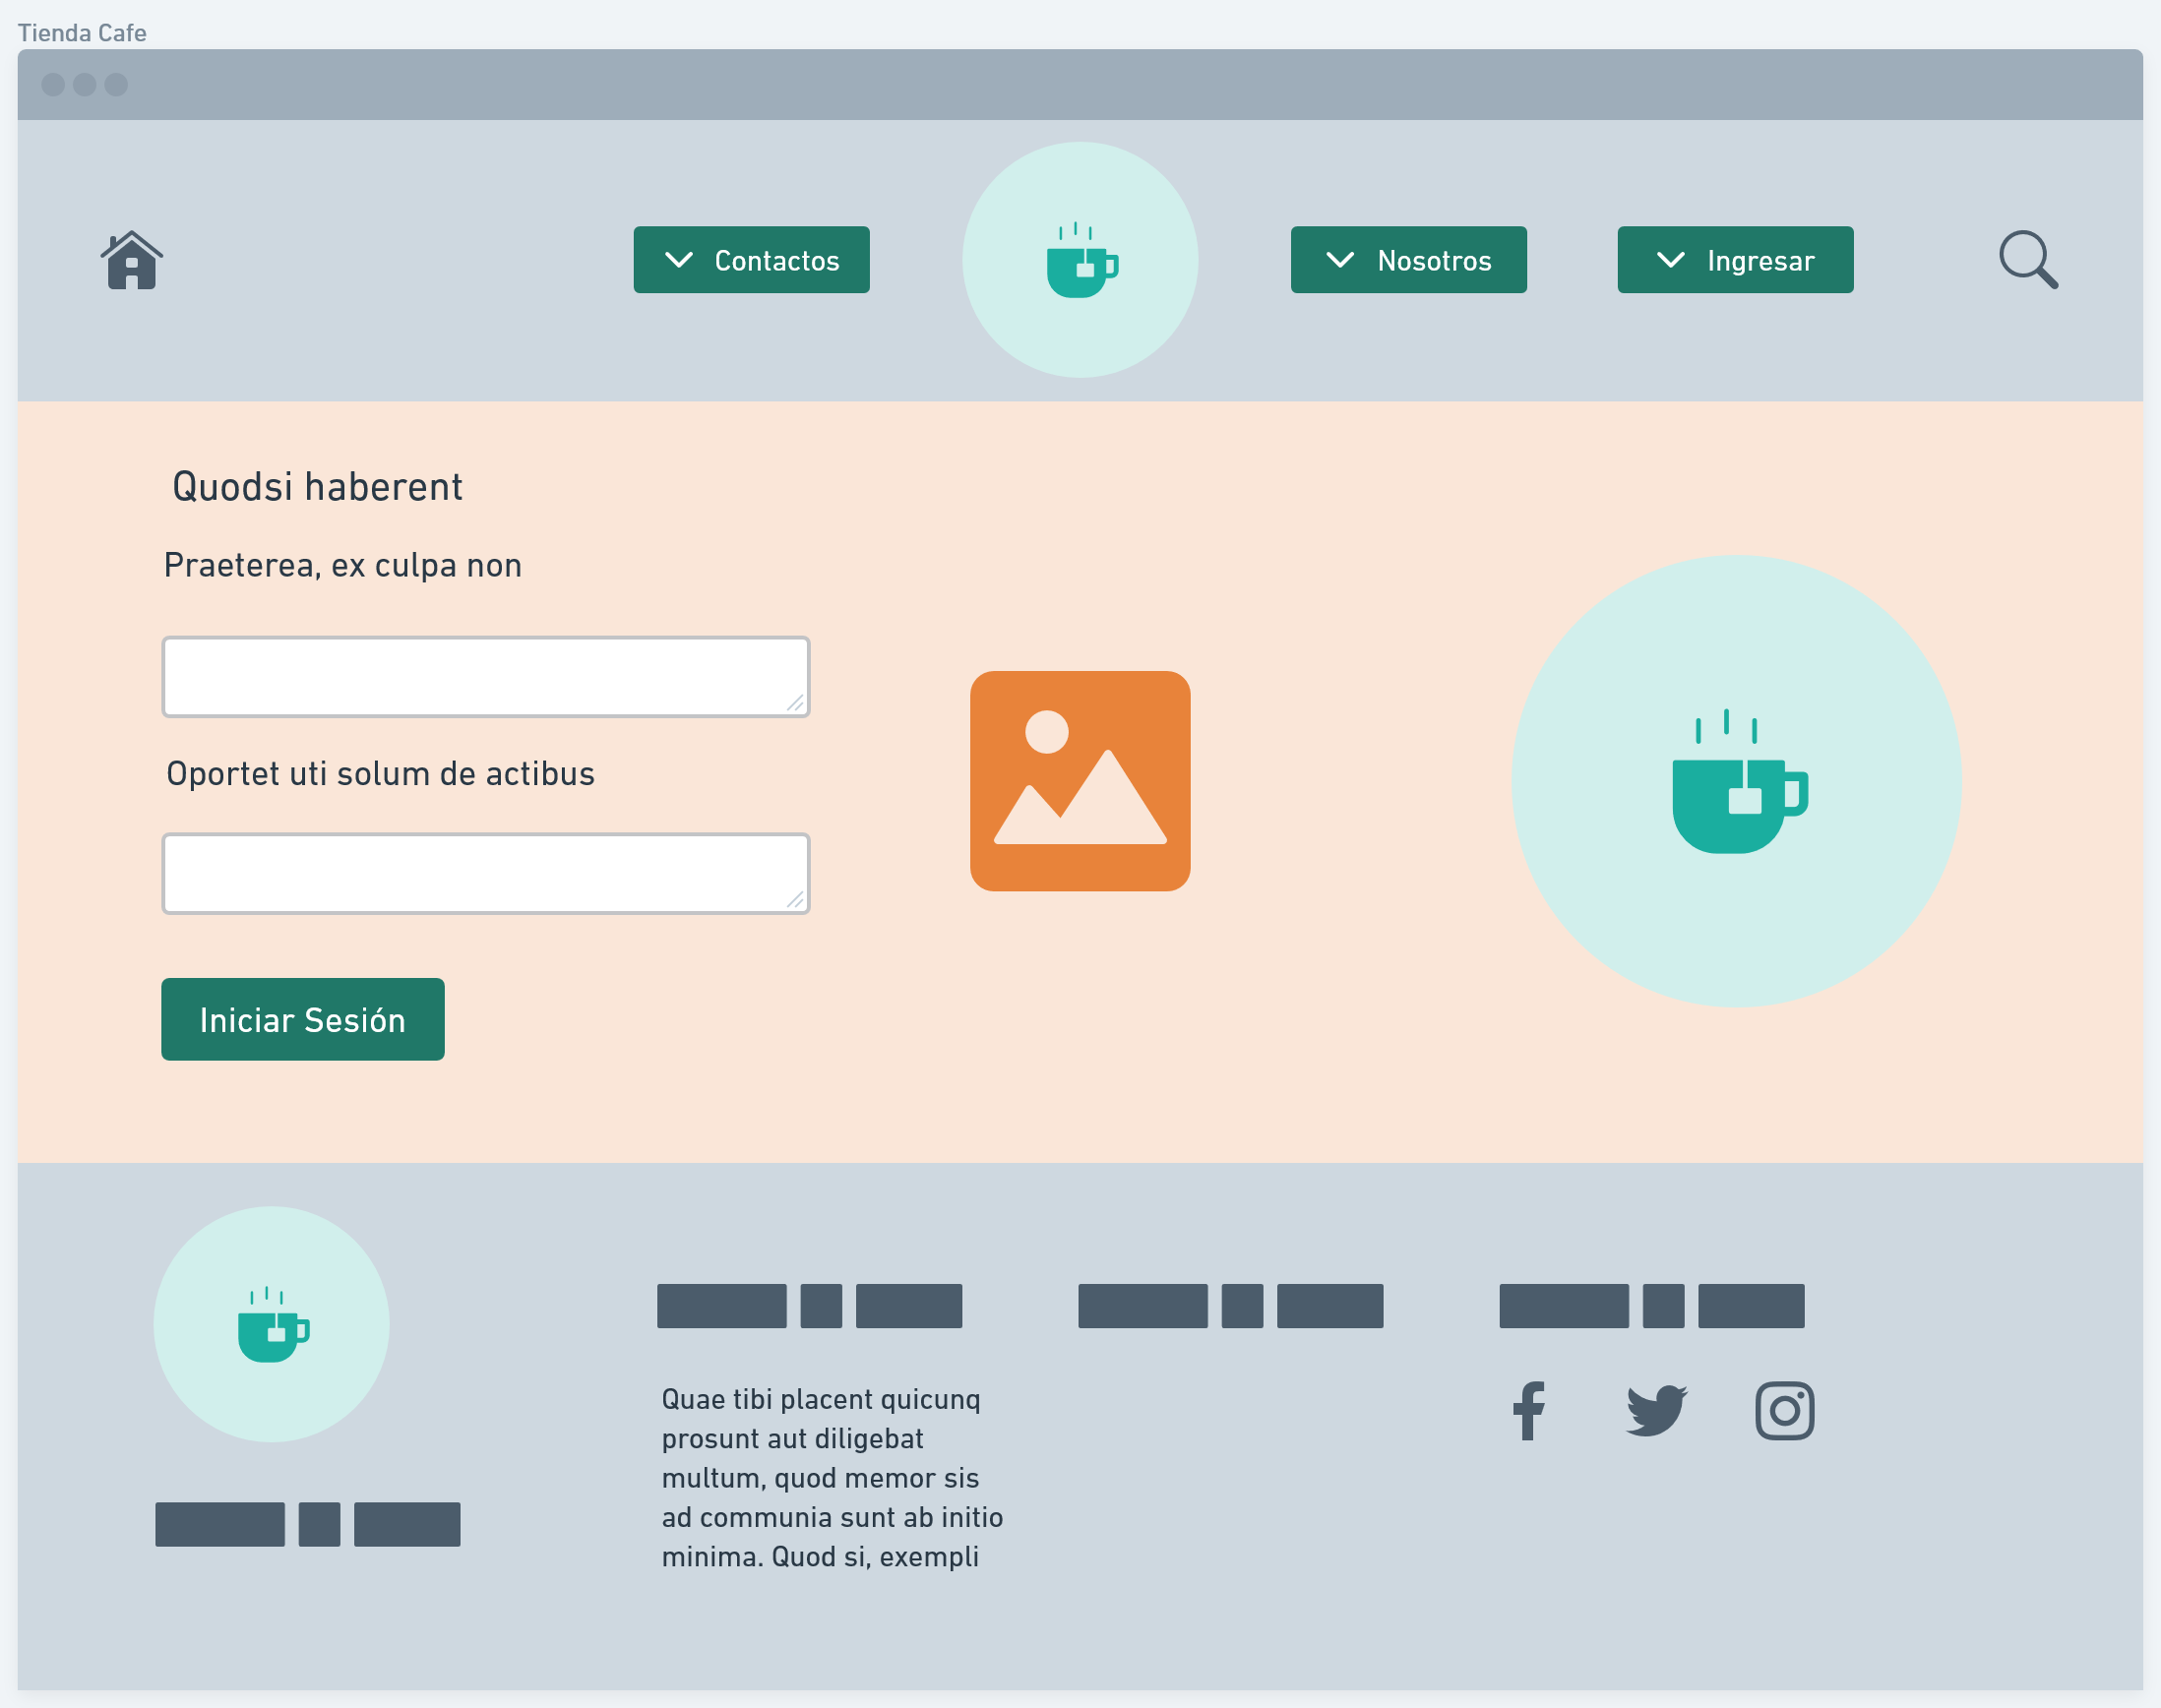 Tienda Cafe
Contactos
Nosotros
Ingresar
Quodsi haberent
Praeterea, ex culpa non
Oportet uti solum de actibus
Iniciar Sesión
Quae tibi placent quicunq
prosunt aut diligebat
multum, quod memor sis
ad communia sunt ab initio
minima. Quod si, exempli